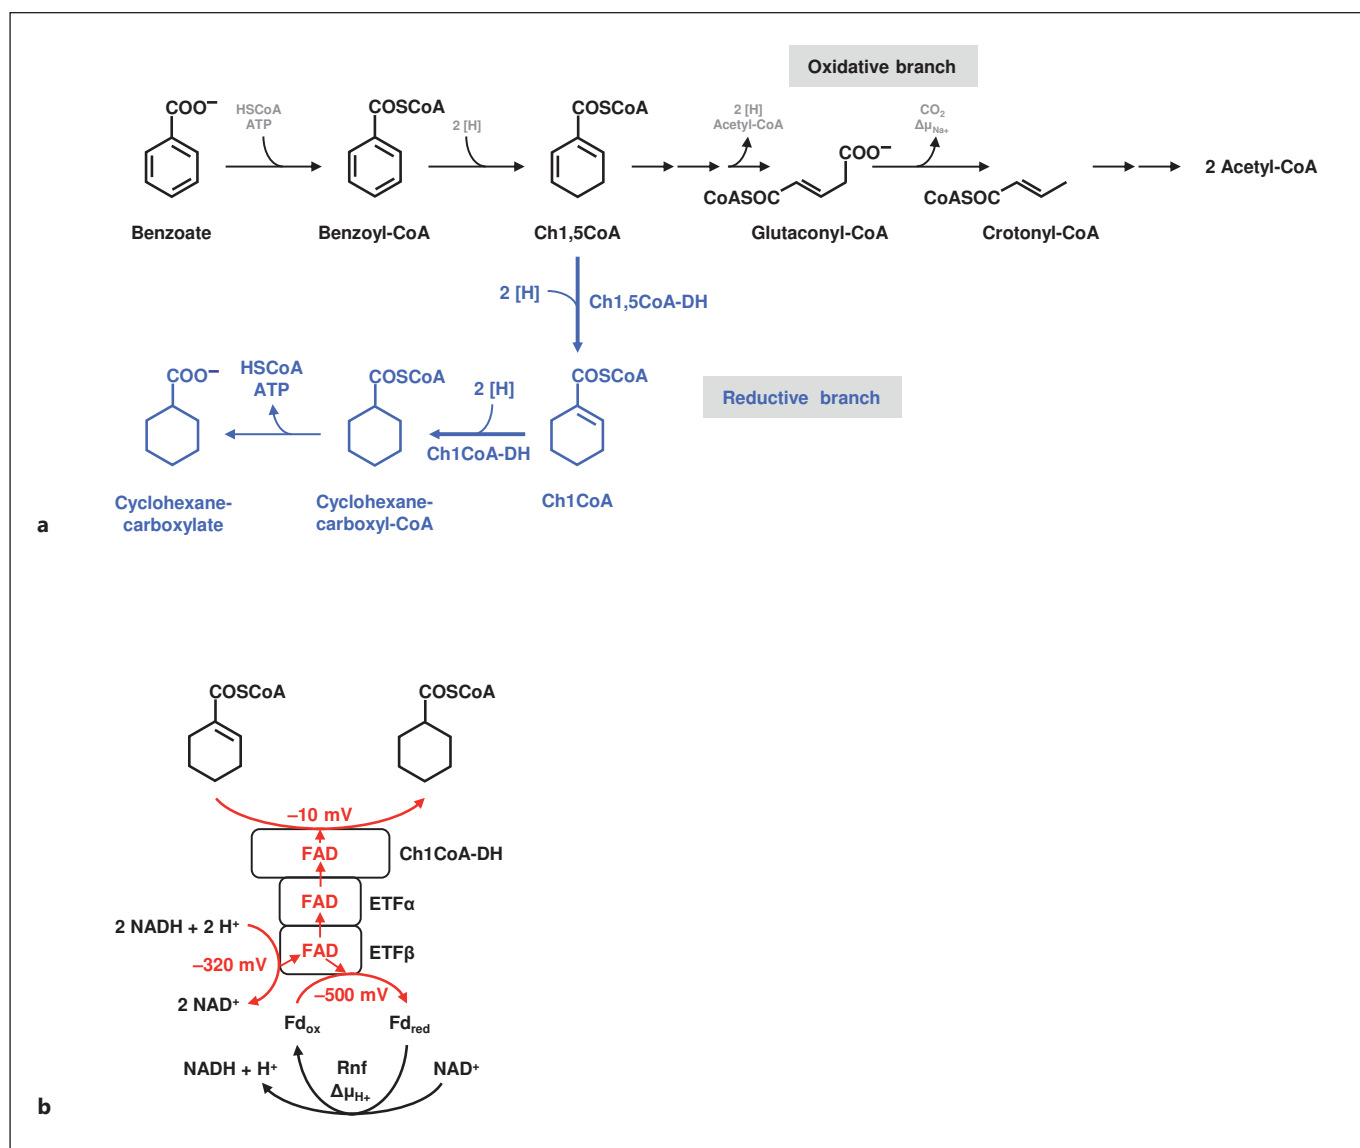 Oxidative branch
COO⁻
HSCoA
ATP
COSCoA
2 [H]
COSCoA
2 [H]
Acetyl-CoA
COO⁻
CoASOC
CO₂
Δμ_Na+
CoASOC
2 Acetyl-CoA
Benzoate
Benzoyl-CoA
Ch1,5CoA
Glutaconyl-CoA
Crotonyl-CoA
2 [H]
Ch1,5CoA-DH
COO⁻
HSCoA
ATP
COSCoA
2 [H]
Ch1CoA-DH
COSCoA
Reductive branch
Cyclohexane-
carboxylate
Cyclohexane-
carboxyl-CoA
Ch1CoA
a
COSCoA
COSCoA
–10 mV
FAD
Ch1CoA-DH
FAD
ETFα
2 NADH + 2 H⁺
FAD
ETFβ
–320 mV
2 NAD⁺
–500 mV
Fd_ox
Fd_red
NADH + H⁺
Rnf
Δμ_H+
NAD⁺
b